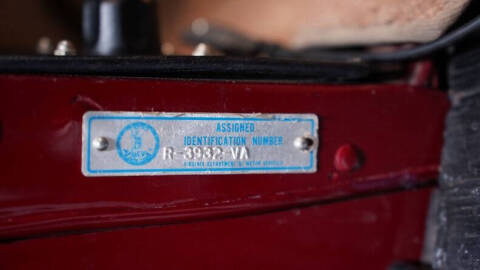 ASSIGNED
IDENTIFICATION NUMBER
R-3932-VA
VIRGINIA DEPARTMENT OF MOTOR VEHICLES